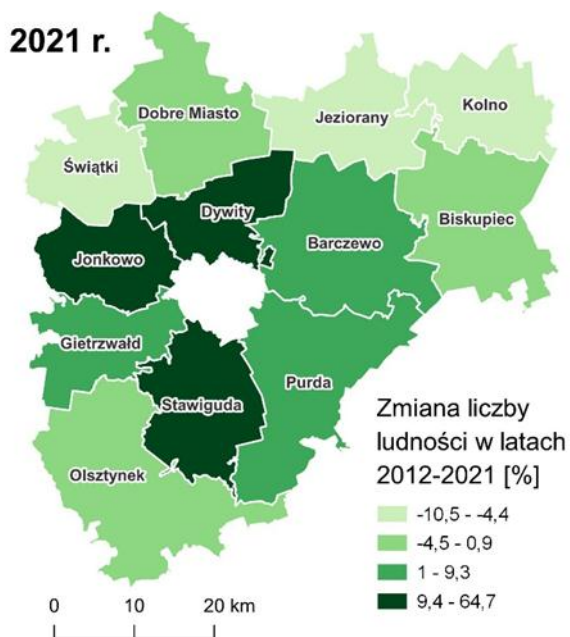 2021 r.
Dobre Miasto
Jeziorany
Kolno
Świątki
Dywity
Biskupiec
Barczewo
Jonkowo
Gietrzwałd
Purda
Stawiguda
Olsztynek
Zmiana liczby
ludności w latach
2012-2021 [%]
-10,5 - -4,4
-4,5 - 0,9
1 - 9,3
9,4 - 64,7
0 10 20 km